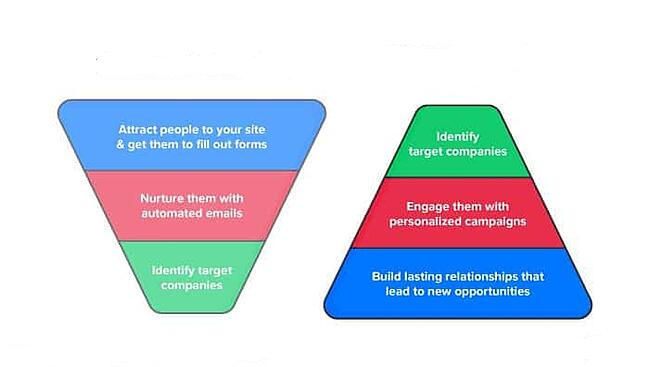 Attract people to your site
& get them to fill out forms
Nurture them with
automated emails
Identify target
companies
Identify
target companies
Engage them with
personalized campaigns
Build lasting relationships that
lead to new opportunities